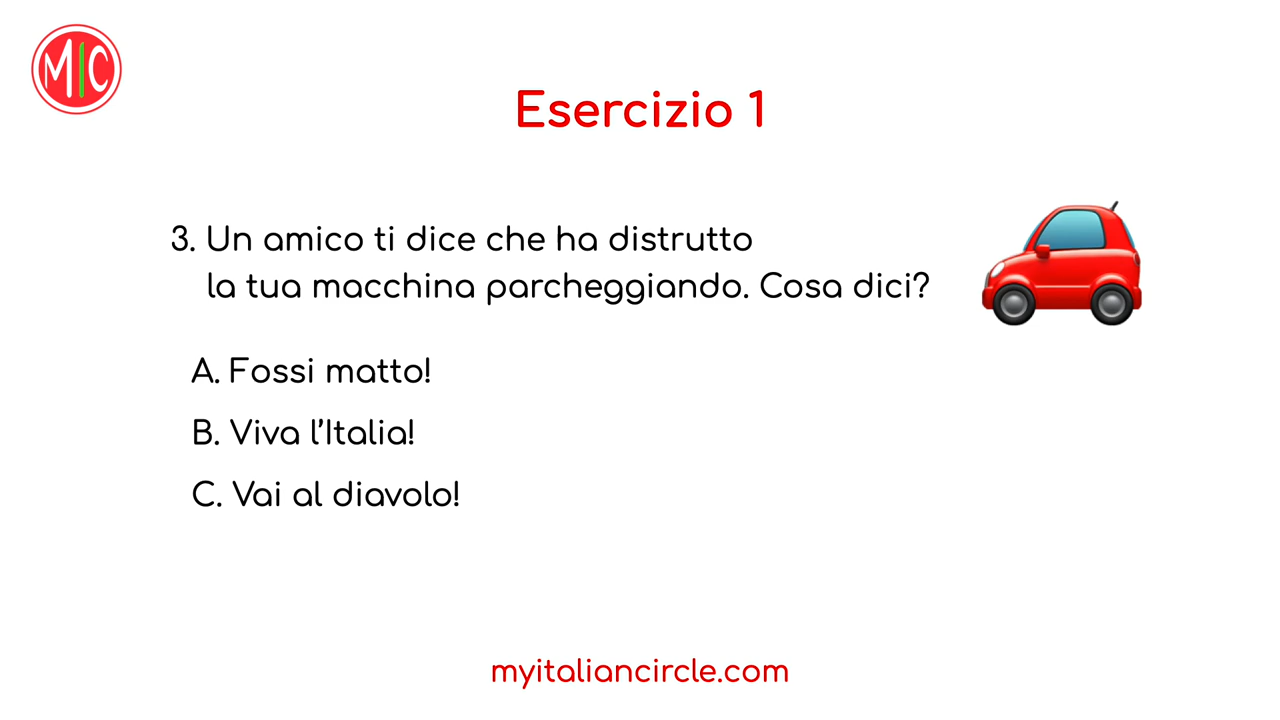 MIC
Esercizio 1
3. Un amico ti dice che ha distrutto
la tua macchina parcheggiando. Cosa dici?
A. Fossi matto!
B. Viva l’Italia!
C. Vai al diavolo!
myitaliancircle.com